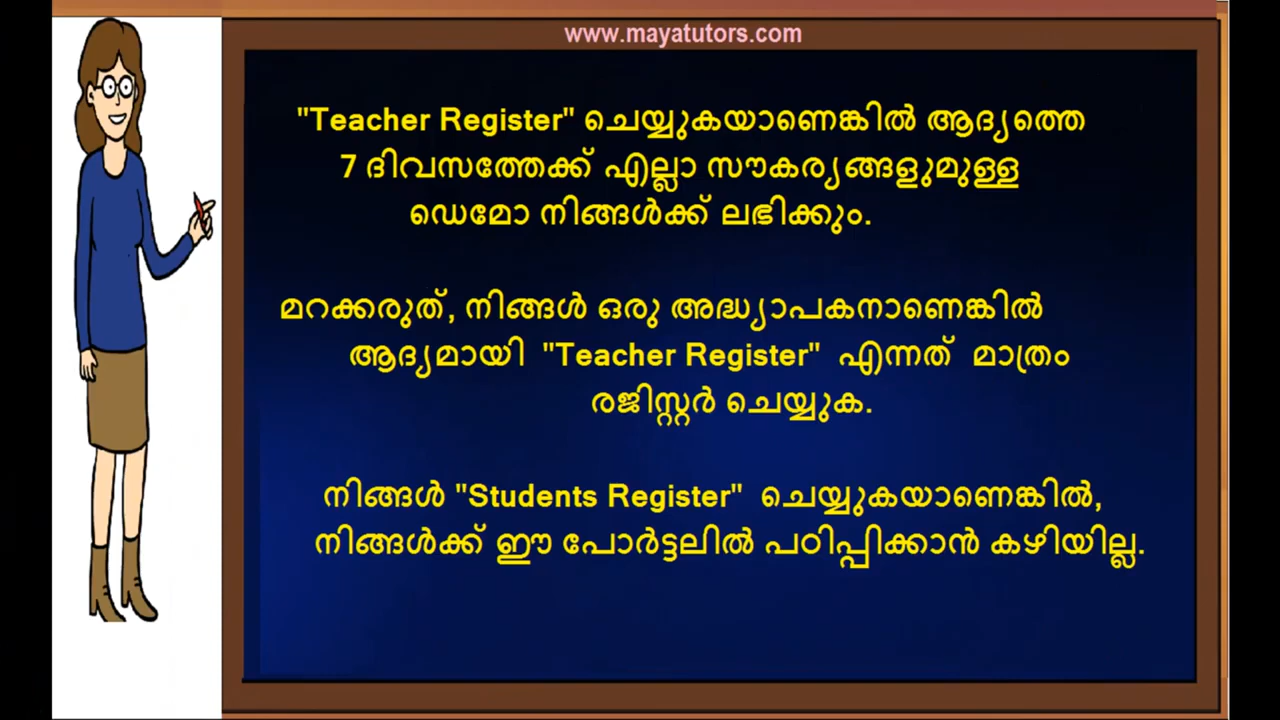 www.mayatutors.com
"Teacher Register" ചെയ്യുകയാണെങ്കിൽ ആദ്യത്തെ
7 ദിവസത്തേക്ക് എല്ലാ സൗകര്യങ്ങളുമുള്ള
ഡെമോ നിങ്ങൾക്ക് ലഭിക്കും.
മറക്കരുത്, നിങ്ങൾ ഒരു അദ്ധ്യാപകനാണെങ്കിൽ
ആദ്യമായി "Teacher Register" എന്നത് മാത്രം
രജിസ്റ്റർ ചെയ്യുക.
നിങ്ങൾ "Students Register" ചെയ്യുകയാണെങ്കിൽ,
നിങ്ങൾക്ക് ഈ പോർട്ടലിൽ പഠിപ്പിക്കാൻ കഴിയില്ല.